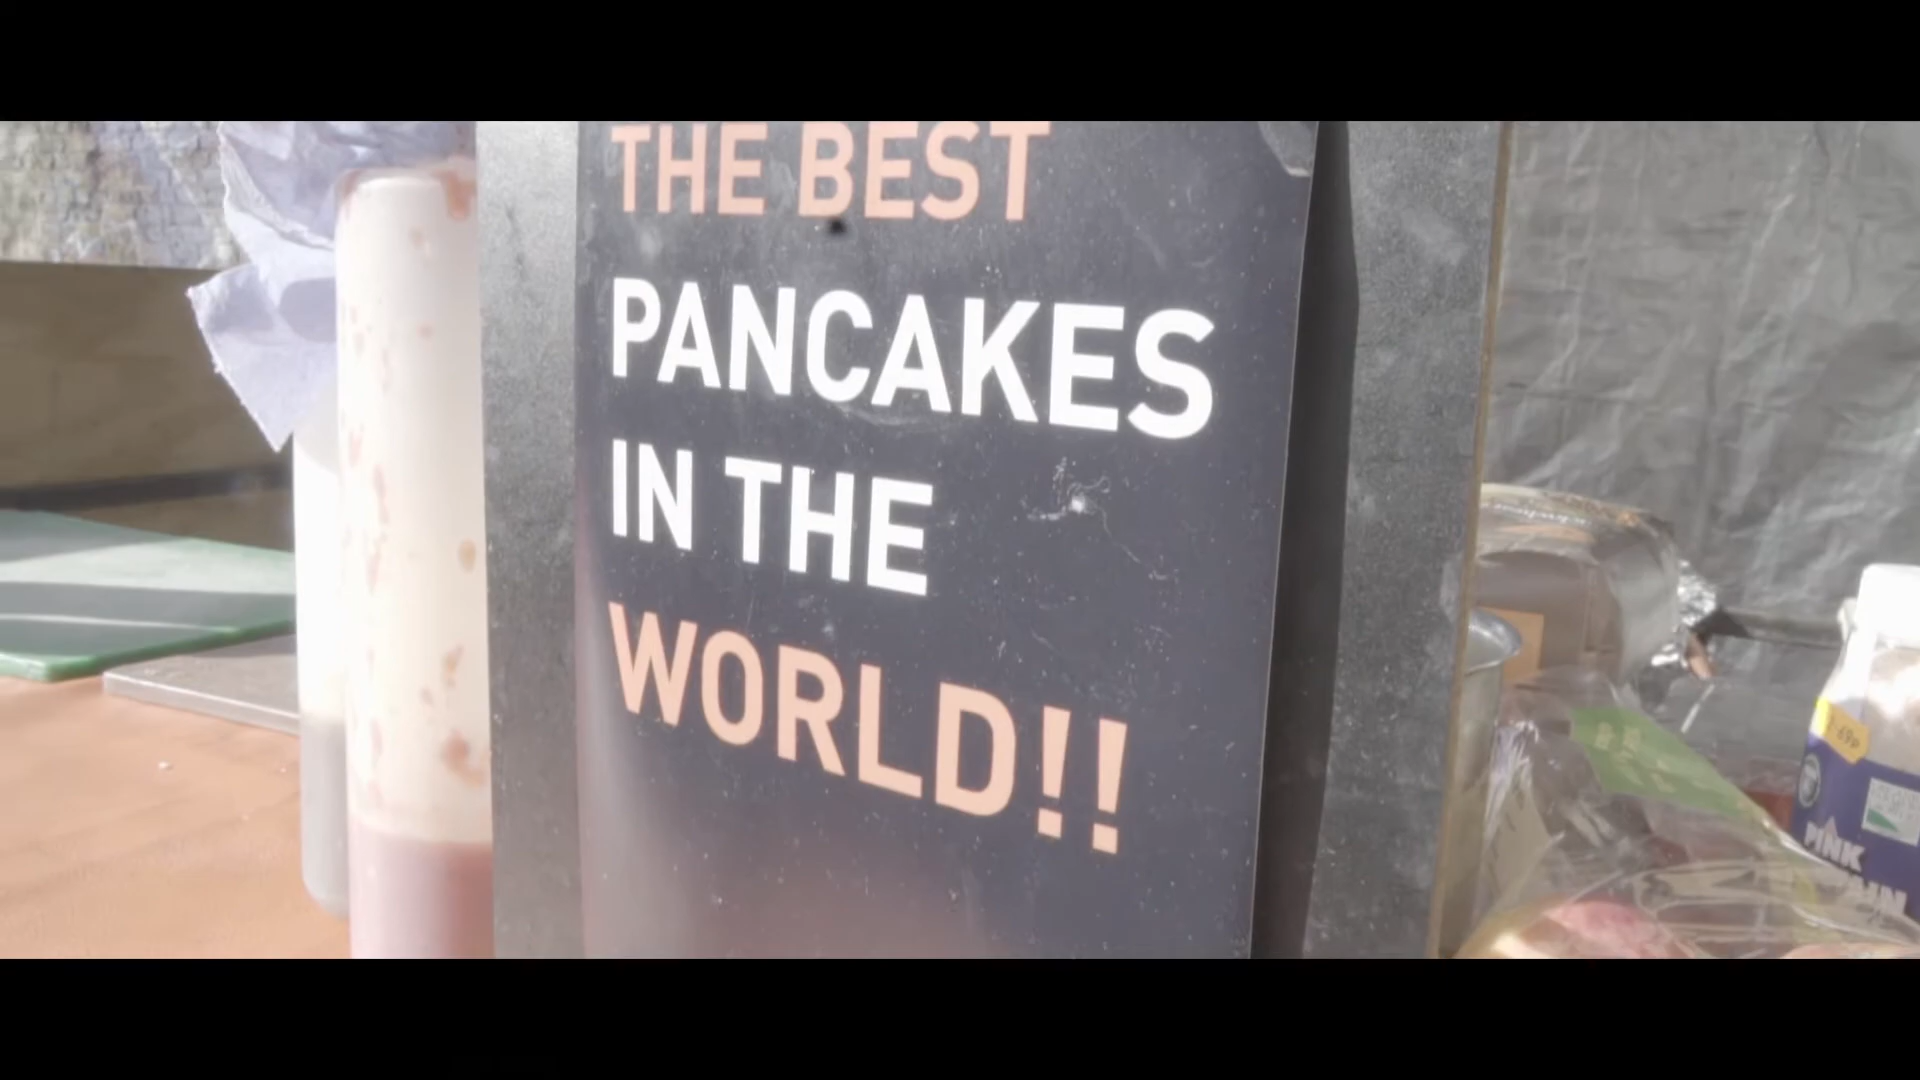 THE BEST
PANCAKES
IN THE
WORLD!!
PINK